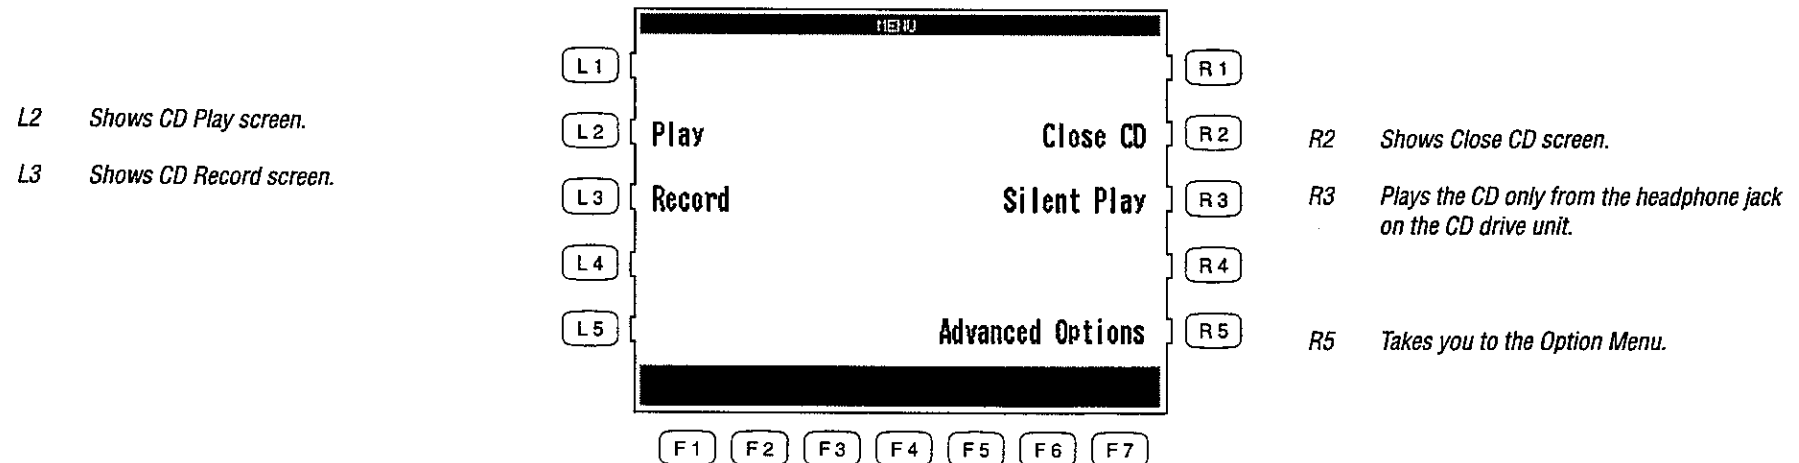 MENU
L1
R1
L2 Shows CD Play screen.
L2 Play
Close CD R2
R2 Shows Close CD screen.
L3 Shows CD Record screen.
L3 Record
Silent Play R3
R3 Plays the CD only from the headphone jack
on the CD drive unit.
L4
R4
L5
Advanced Options R5
R5 Takes you to the Option Menu.
F1 F2 F3 F4 F5 F6 F7